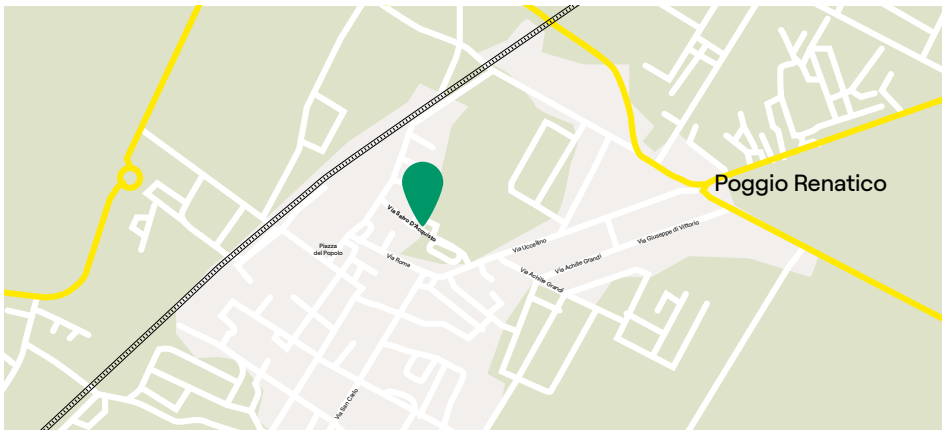 Poggio Renatico
Via Salvo D'Acquisto
Piazza
del Popolo
Via Roma
Via Uccellino
Via Giuseppe di Vittorio
Via Achille Grandi
Via Achille Grandi
Via San Carlo